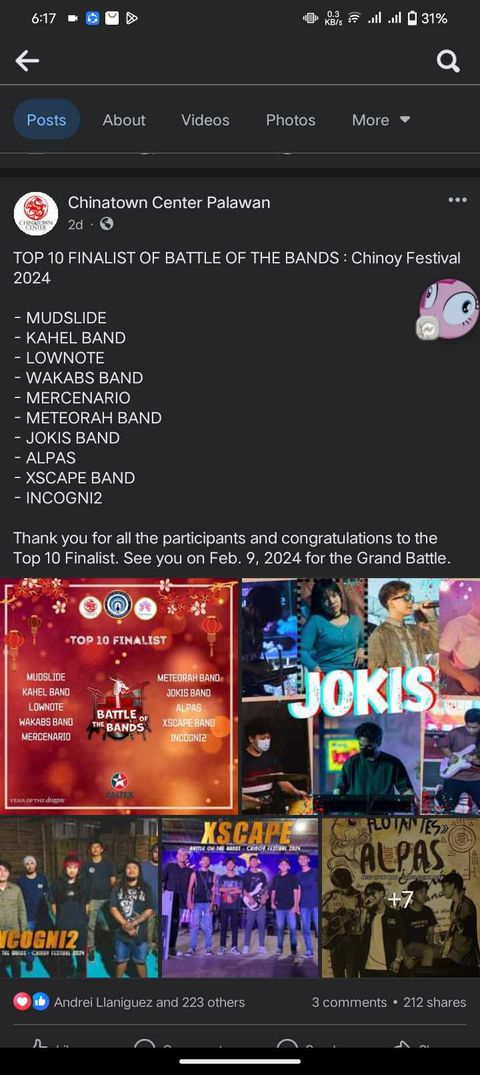 6:17
0.3
KB/s
31%
Posts
About
Videos
Photos
More
Chinatown Center Palawan
2d ·
TOP 10 FINALIST OF BATTLE OF THE BANDS : Chinoy Festival
2024
- MUDSLIDE
- KAHEL BAND
- LOWNOTE
- WAKABS BAND
- MERCENARIO
- METEORAH BAND
- JOKIS BAND
- ALPAS
- XSCAPE BAND
- INCOGNI2
Thank you for all the participants and congratulations to the
Top 10 Finalist. See you on Feb. 9, 2024 for the Grand Battle.
TOP 10 FINALIST
MUDSLIDE
KAHEL BAND
LOWNOTE
WAKABS BAND
MERCENARIO
BATTLE OF
THE BANDS
METEORAH BAND
JOKIS BAND
ALPAS
XSCAPE BAND
INCOGNI2
CALTEX
YEAR OF THE dragon
JOKIS
NCOGNI2
THE BANDS - CHINOY FESTIVAL 2024
XSCAPE
BATTLE OF THE BANDS - CHINOY FESTIVAL 2024
FLOTANTES
ALPAS
+7
Andrei Llaniguez and 223 others
3 comments • 212 shares